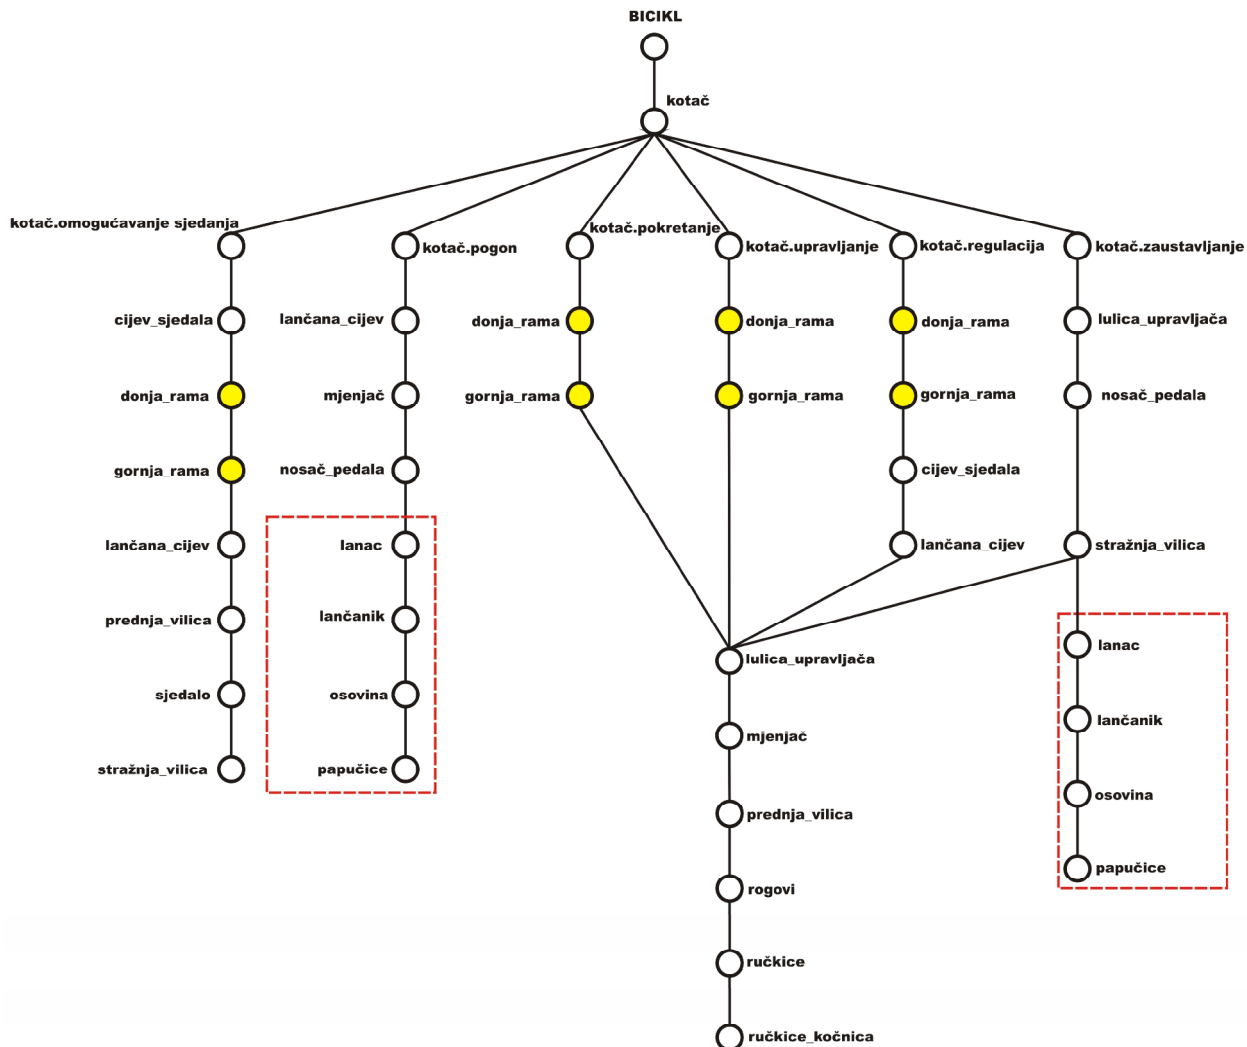 BICIKL
kotač
kotač.omogućavanje sjedanja
kotač.pogon
kotač.pokretanje
kotač.upravljanje
kotač.regulacija
kotač.zaustavljanje
cijev_sjedala
donja_rama
gornja_rama
lančana_cijev
prednja_vilica
sjedalo
stražnja_vilica
lančana_cijev
mjenjač
nosač_pedala
lanac
lančanik
osovina
papučice
donja_rama
gornja_rama
donja_rama
gornja_rama
donja_rama
gornja_rama
cijev_sjedala
lančana_cijev
lulica_upravljača
nosač_pedala
stražnja_vilica
lanac
lančanik
osovina
papučice
lulica_upravljača
mjenjač
prednja_vilica
rogovi
ručkice
ručkice_kočnica